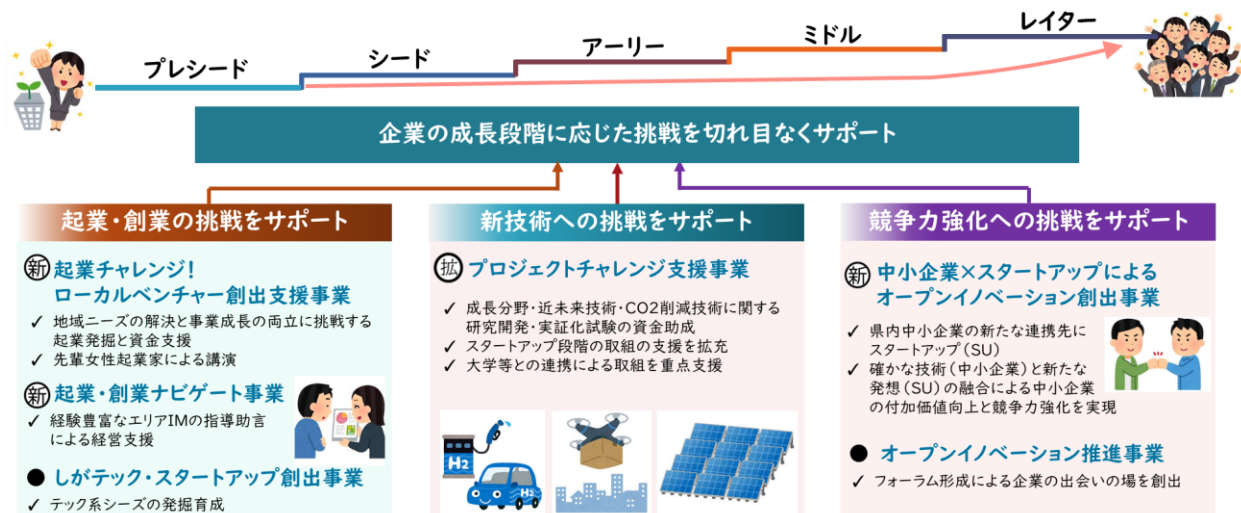 プレシード
シード
アーリー
ミドル
レイター
企業の成長段階に応じた挑戦を切れ目なくサポート
起業・創業の挑戦をサポート
新 起業チャレンジ!
ローカルベンチャー創出支援事業
✓ 地域ニーズの解決と事業成長の両立に挑戦する
起業発掘と資金支援
✓ 先輩女性起業家による講演
新 起業・創業ナビゲート事業
✓ 経験豊富なエリアIMの指導助言
による経営支援
● しがテック・スタートアップ創出事業
✓ テック系シーズの発掘育成
新技術への挑戦をサポート
拡 プロジェクトチャレンジ支援事業
✓ 成長分野・近未来技術・CO2削減技術に関する
研究開発・実証化試験の資金助成
✓ スタートアップ段階の取組の支援を拡充
✓ 大学等との連携による取組を重点支援
H2
H2
競争力強化への挑戦をサポート
新 中小企業×スタートアップによる
オープンイノベーション創出事業
✓ 県内中小企業の新たな連携先に
スタートアップ(SU)
✓ 確かな技術(中小企業)と新たな
発想(SU)の融合による中小企業
の付加価値向上と競争力強化を実現
● オープンイノベーション推進事業
✓ フォーラム形成による企業の出会いの場を創出